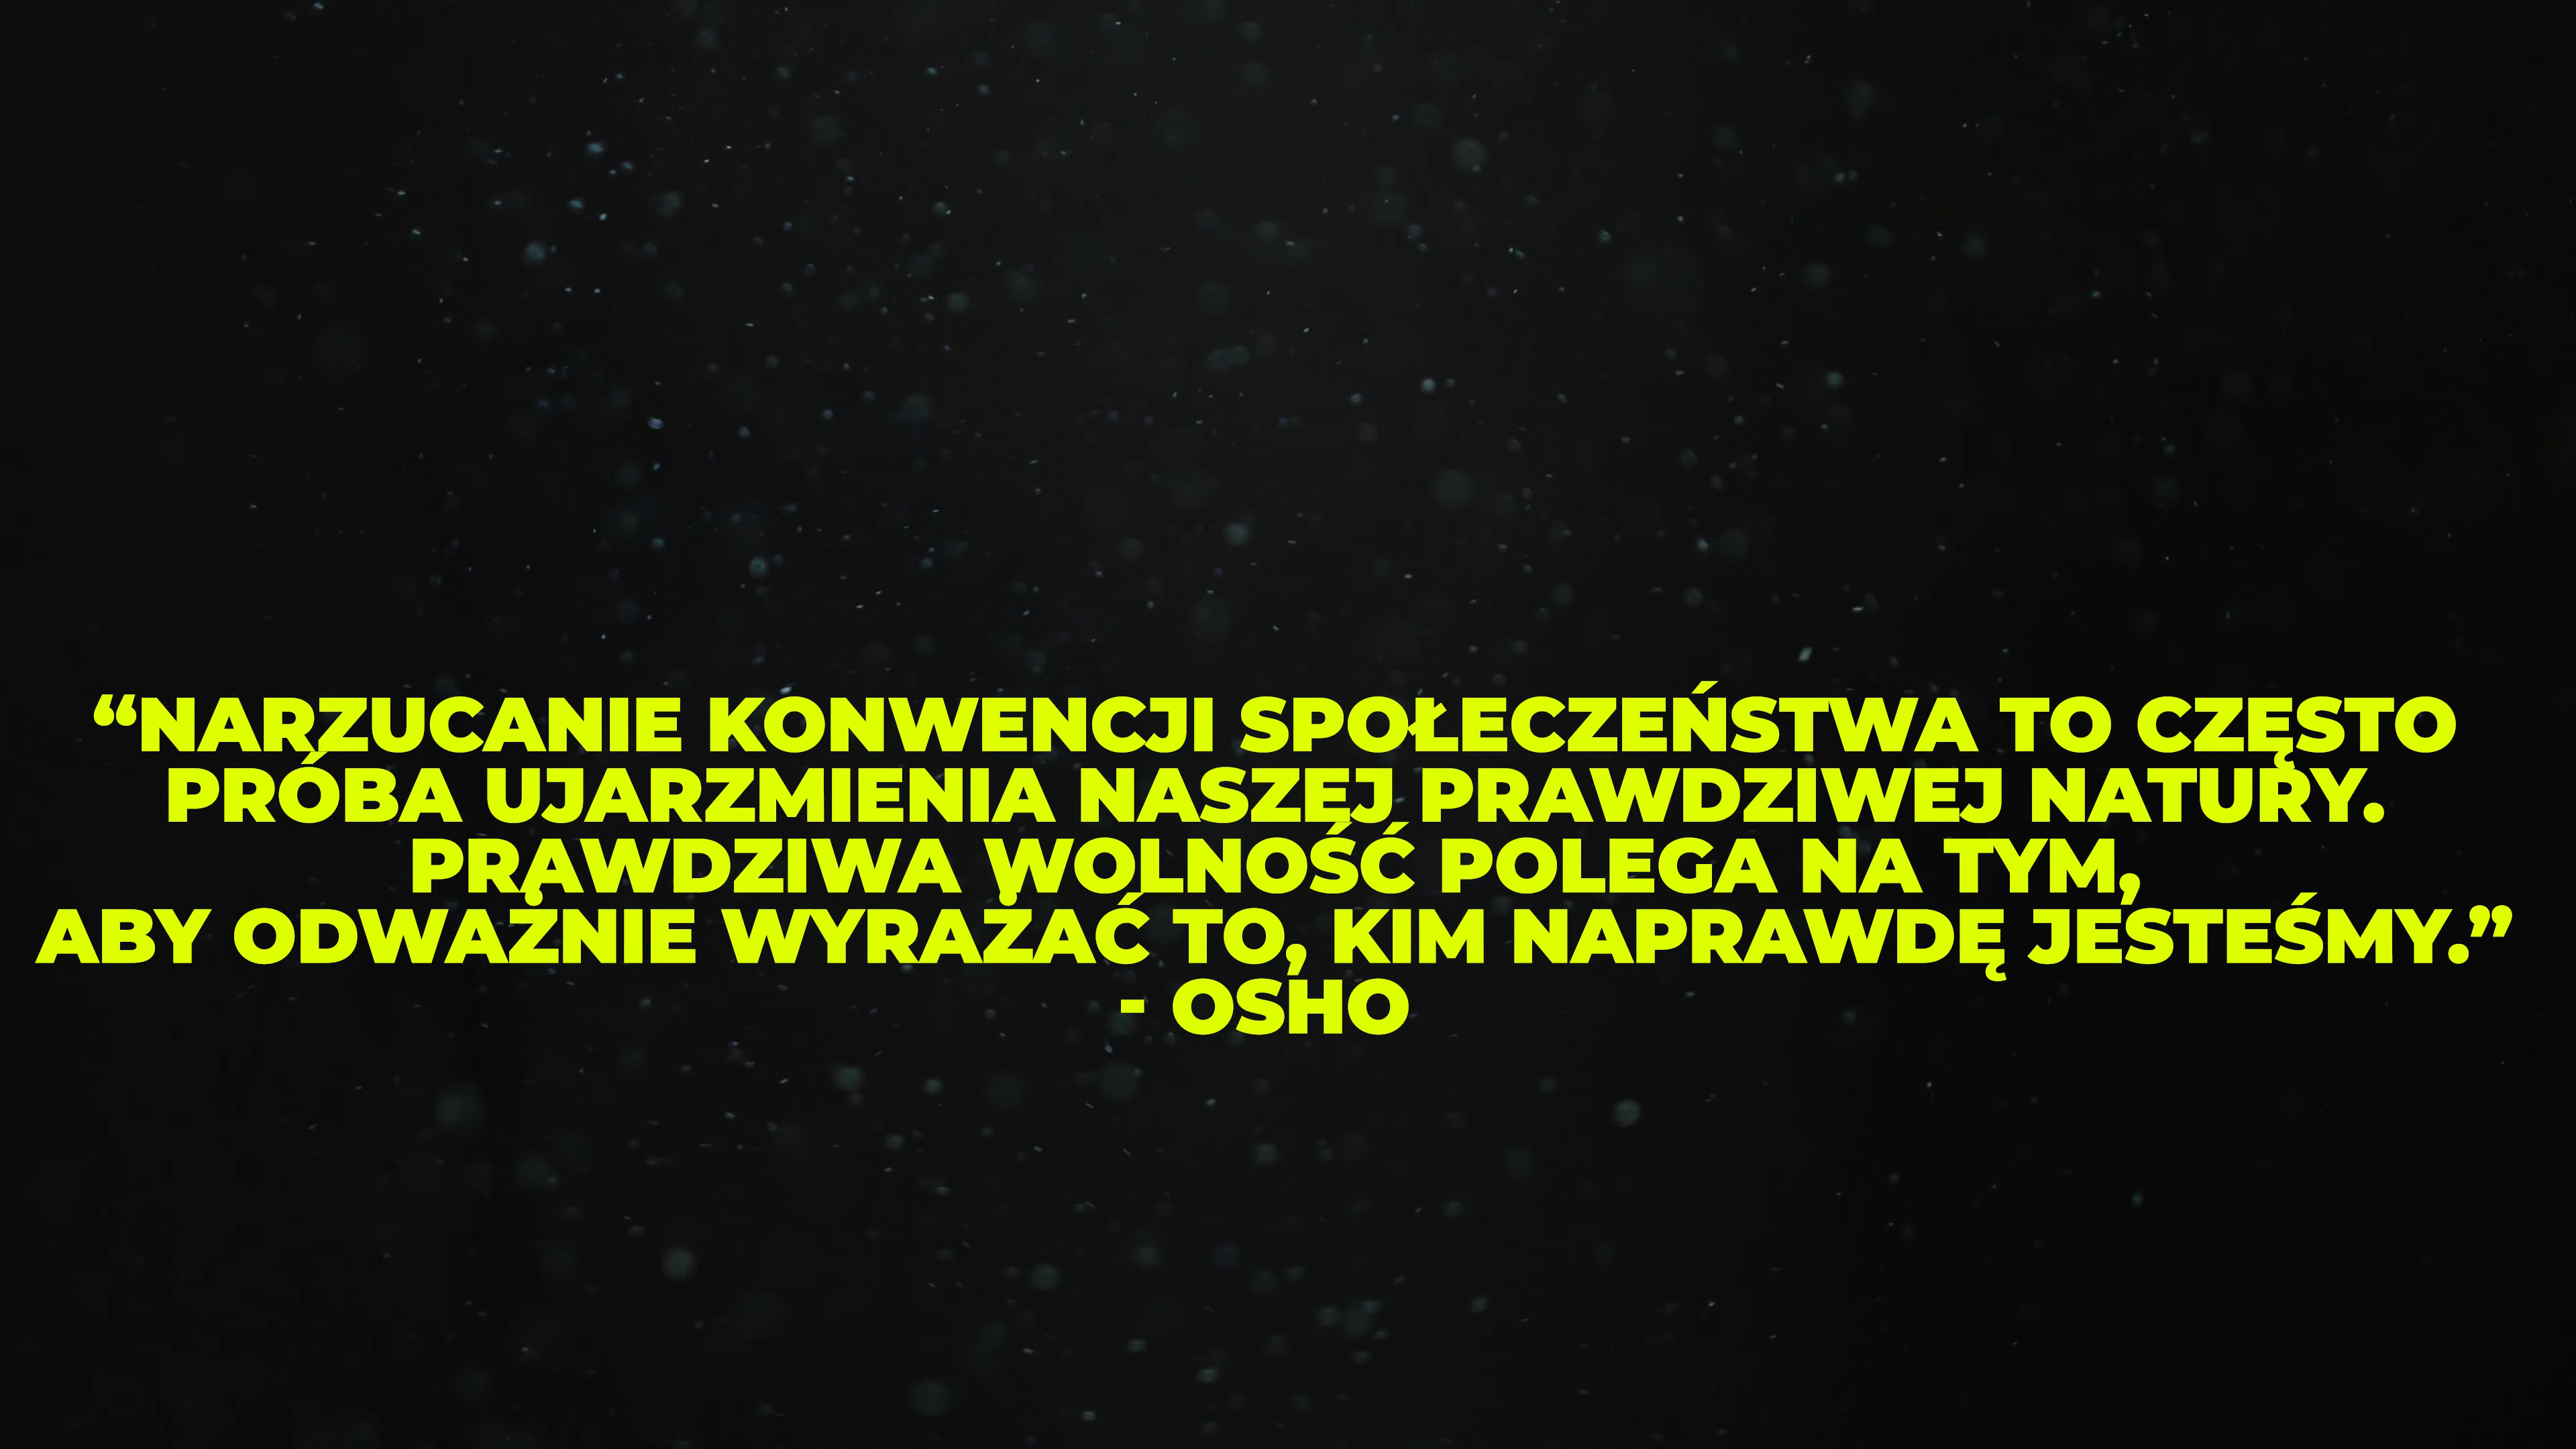 “NARZUCANIE KONWENCJI SPOŁECZEŃSTWA TO CZĘSTO
PRÓBA UJARZMIENIA NASZEJ PRAWDZIWEJ NATURY.
PRAWDZIWA WOLNOŚĆ POLEGA NA TYM,
ABY ODWAŻNIE WYRAŻAĆ TO, KIM NAPRAWDĘ JESTEŚMY.”
- OSHO